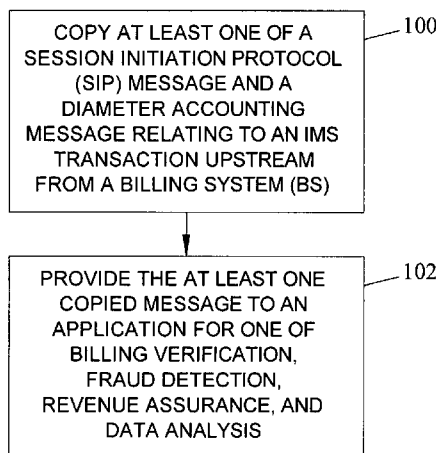 COPY AT LEAST ONE OF A
SESSION INITIATION PROTOCOL
(SIP) MESSAGE AND A
DIAMETER ACCOUNTING
MESSAGE RELATING TO AN IMS
TRANSACTION UPSTREAM
FROM A BILLING SYSTEM (BS)
100
PROVIDE THE AT LEAST ONE
COPIED MESSAGE TO AN
APPLICATION FOR ONE OF
BILLING VERIFICATION,
FRAUD DETECTION,
REVENUE ASSURANCE, AND
DATA ANALYSIS
102